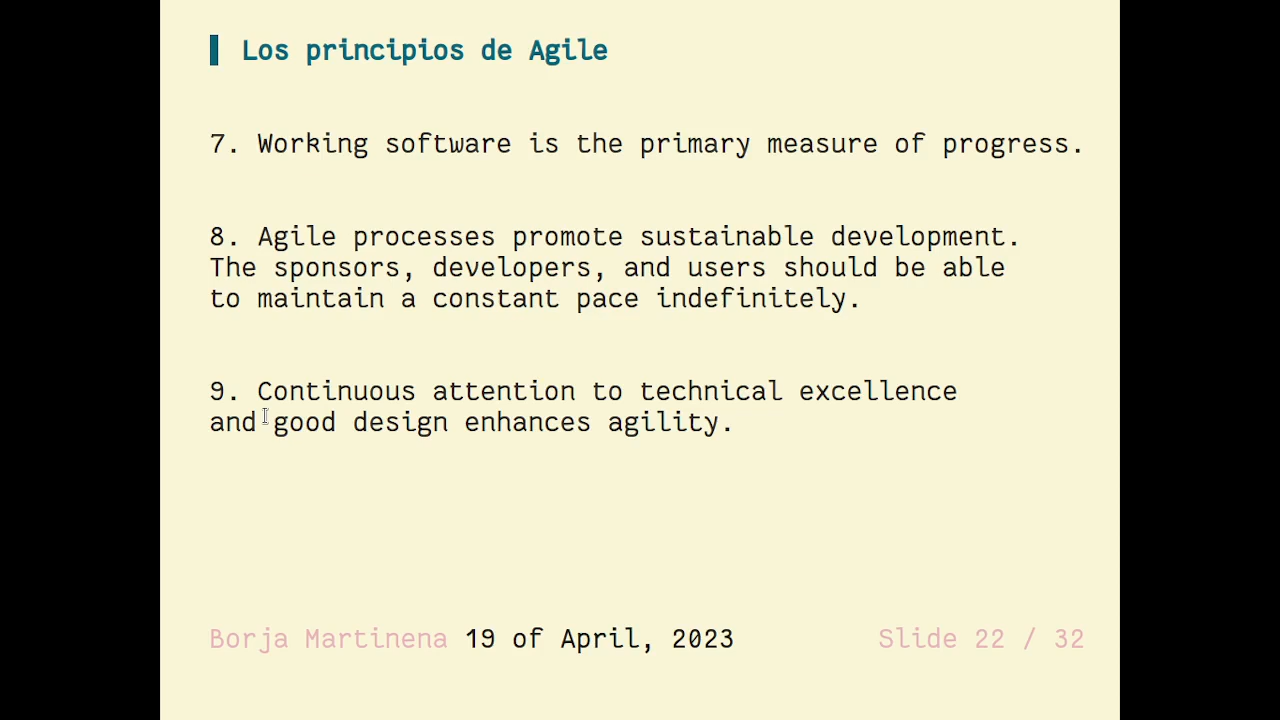 Los principios de Agile
7. Working software is the primary measure of progress.
8. Agile processes promote sustainable development.
The sponsors, developers, and users should be able
to maintain a constant pace indefinitely.
9. Continuous attention to technical excellence
and good design enhances agility.
Borja Martinena 19 of April, 2023 Slide 22 / 32